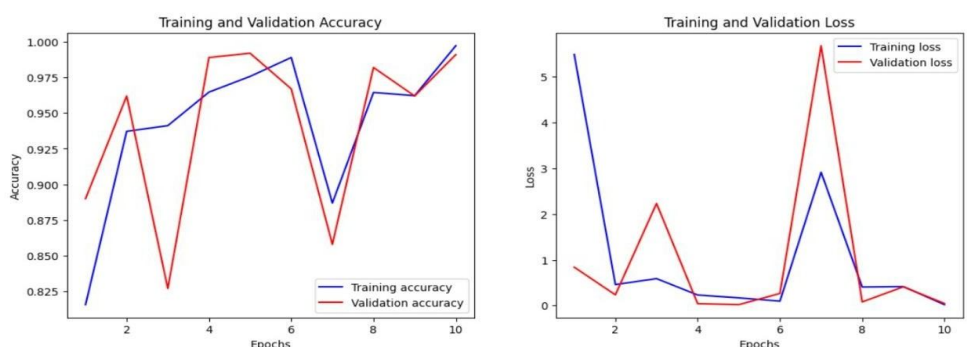 Training and Validation Accuracy
1.000
0.975
0.950
0.925
0.900
0.875
0.850
0.825
Accuracy
Training accuracy
Validation accuracy
2
4
6
8
10
Epochs
Training and Validation Loss
5
4
3
2
1
0
Loss
Training loss
Validation loss
2
4
6
8
10
Epochs